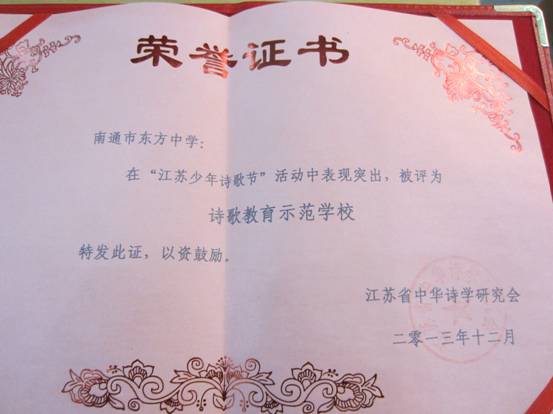 荣誉证书
南通市东方中学:
在“江苏少年诗歌节”活动中表现突出，被评为
诗歌教育示范学校
特发此证，以资鼓励。
江苏省中华诗学研究会
二零一三年十二月